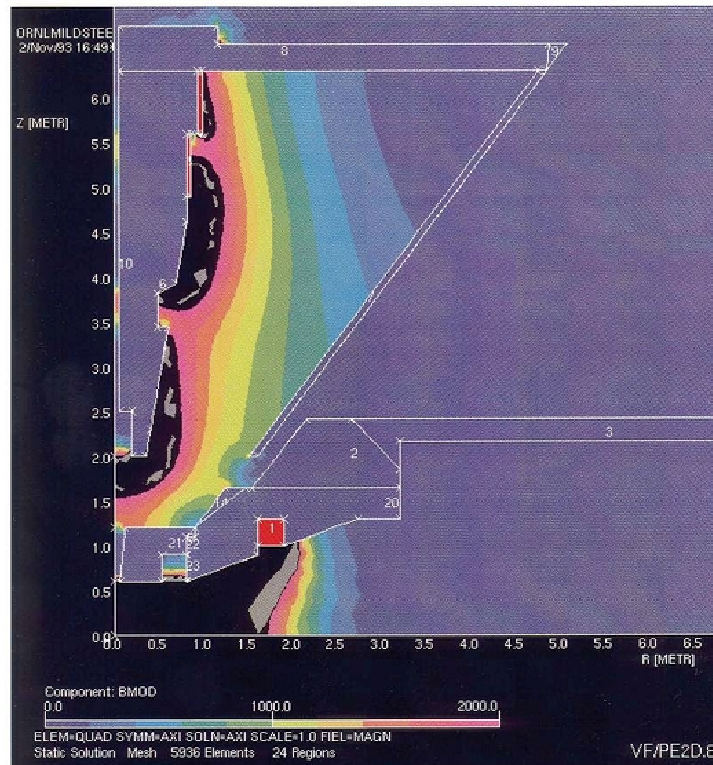 ORNLMILDSTEE
2/Nov/93 16:49
8
9
6.0
Z [METR]
5.5
5.0
4.5
4.0
10
6
3.5
3.0
2.5
3
2
2.0
1.5
4
20
1
1.0
21
23
0.5
0.0
0.0 0.5 1.0 1.5 2.0 2.5 3.0 3.5 4.0 4.5 5.0 5.5 6.0 6.5
R [METR]
Component: BMOD
0.0 1000.0 2000.0
ELEM=QUAD SYMM=AXI SOLN=AXI SCALE=1.0 FIEL=MAGN
Static Solution Mesh 5936 Elements 24 Regions
VF/PE2D.8